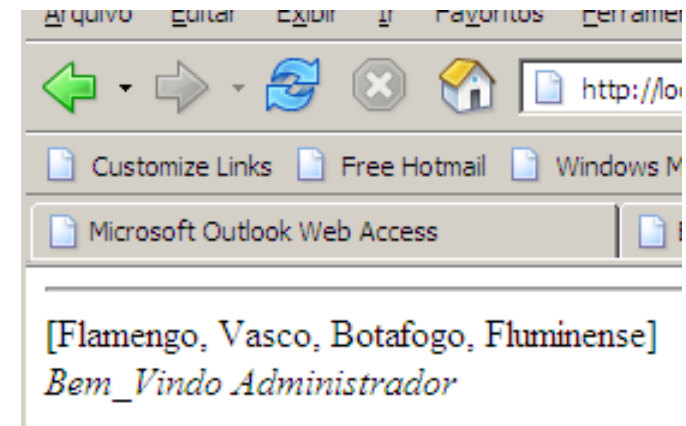 Arquivo Editar Exibir Ir Favoritos
http://lo
Customize Links Free Hotmail Windows M
Microsoft Outlook Web Access
[Flamengo, Vasco, Botafogo, Fluminense]
Bem_Vindo Administrador